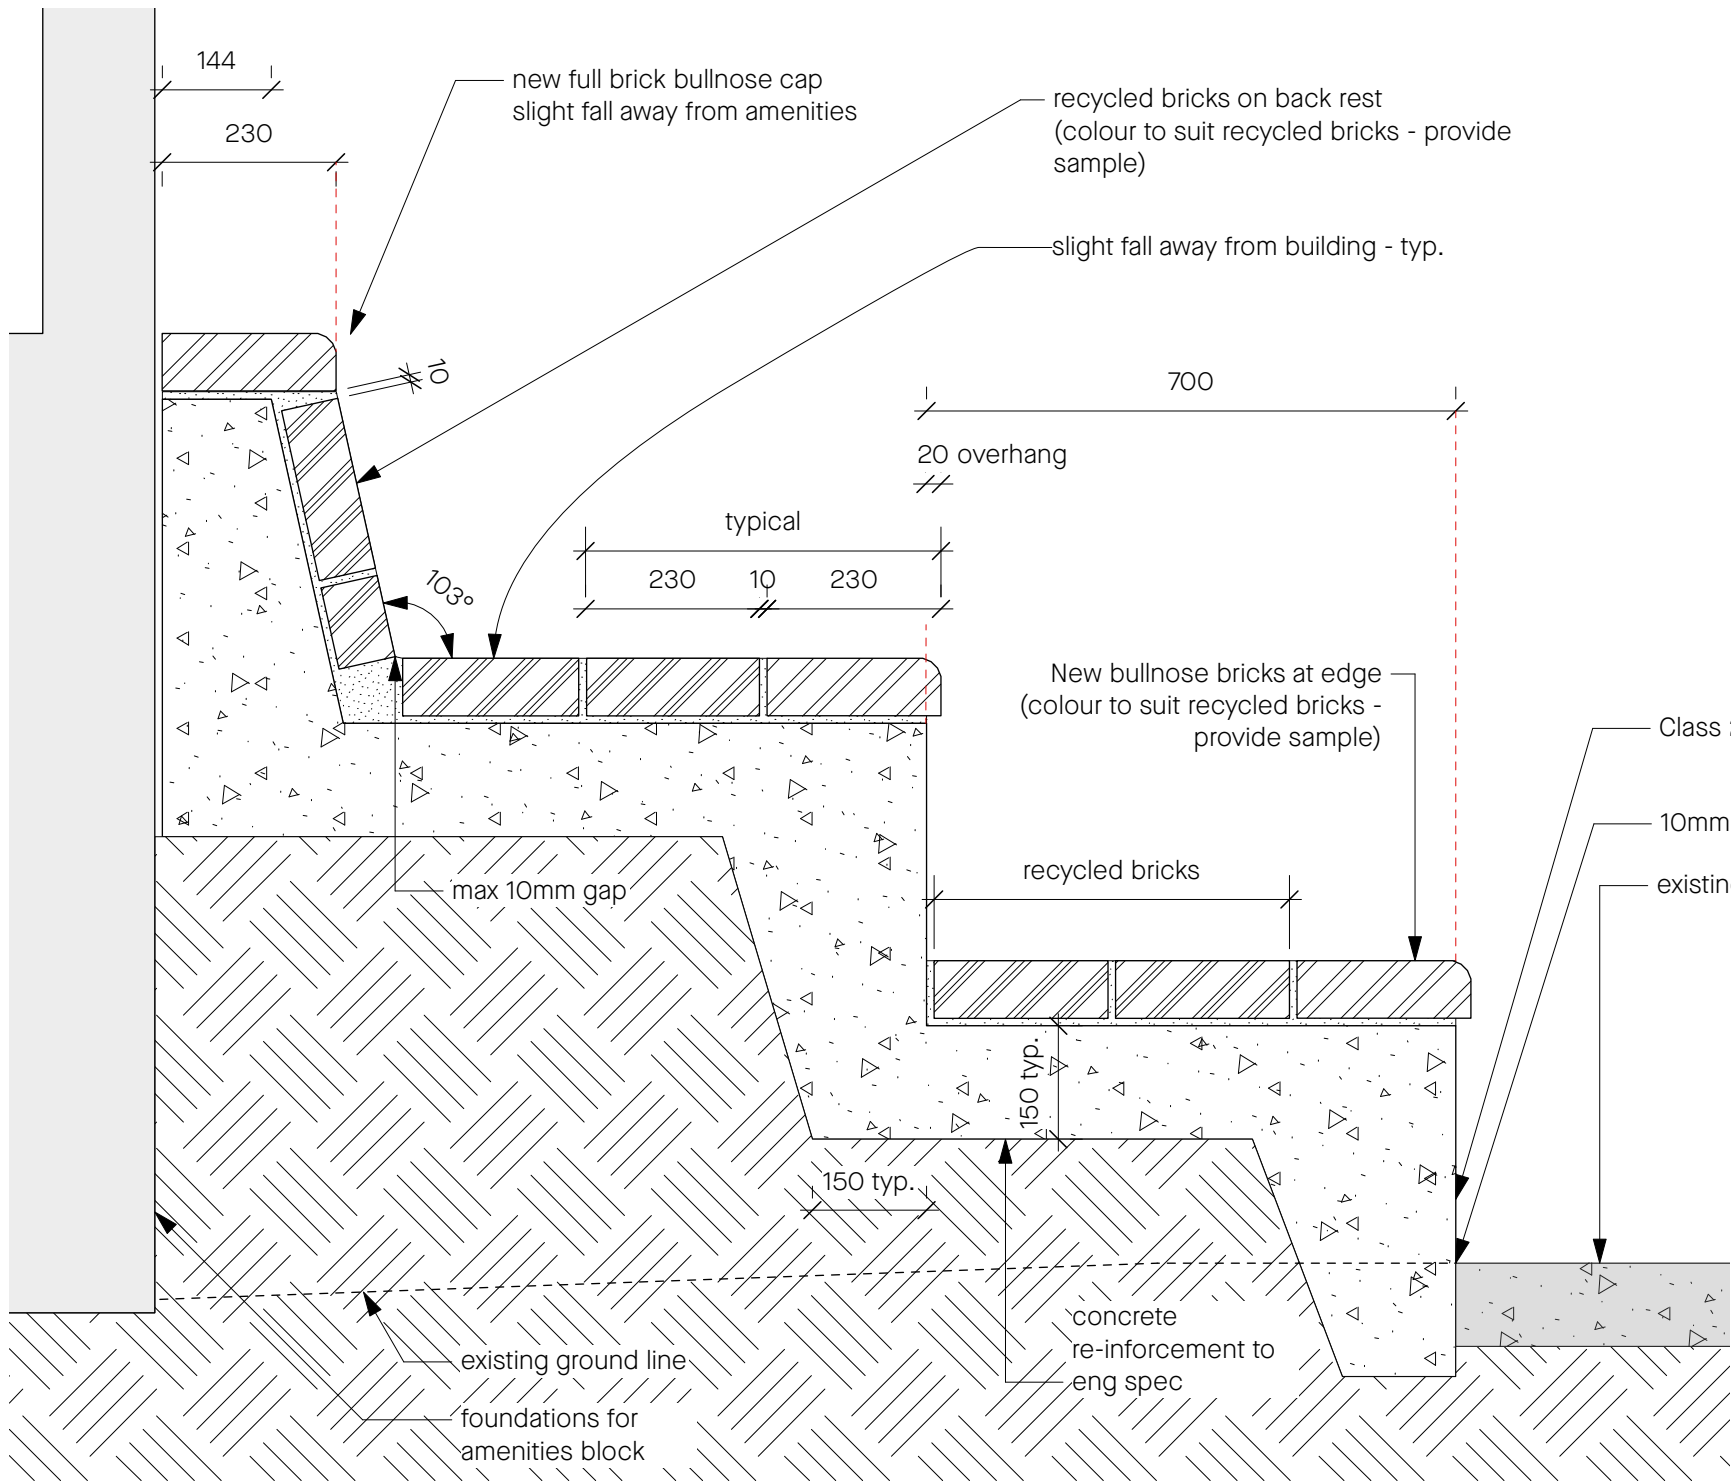 144
230
new full brick bullnose cap
slight fall away from amenities
recycled bricks on back rest
(colour to suit recycled bricks - provide
sample)
slight fall away from building - typ.
10
700
20 overhang
typical
230
10
230
103°
New bullnose bricks at edge
(colour to suit recycled bricks -
provide sample)
Class
10mm
max 10mm gap
recycled bricks
existing
150 typ.
150 typ.
concrete
re-inforcement to
eng spec
existing ground line
foundations for
amenities block